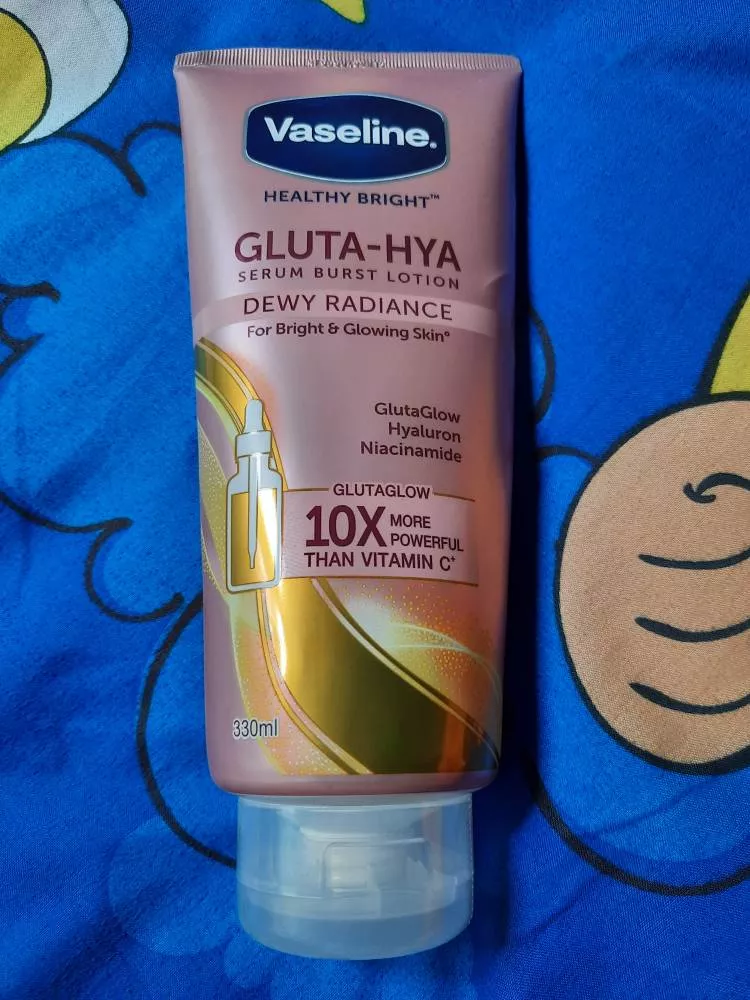 Vaseline.
HEALTHY BRIGHT™
GLUTA-HYA
SERUM BURST LOTION
DEWY RADIANCE
For Bright & Glowing Skin°
GlutaGlow
Hyaluron
Niacinamide
GLUTAGLOW
10X MORE
POWERFUL
THAN VITAMIN C⁺
330ml